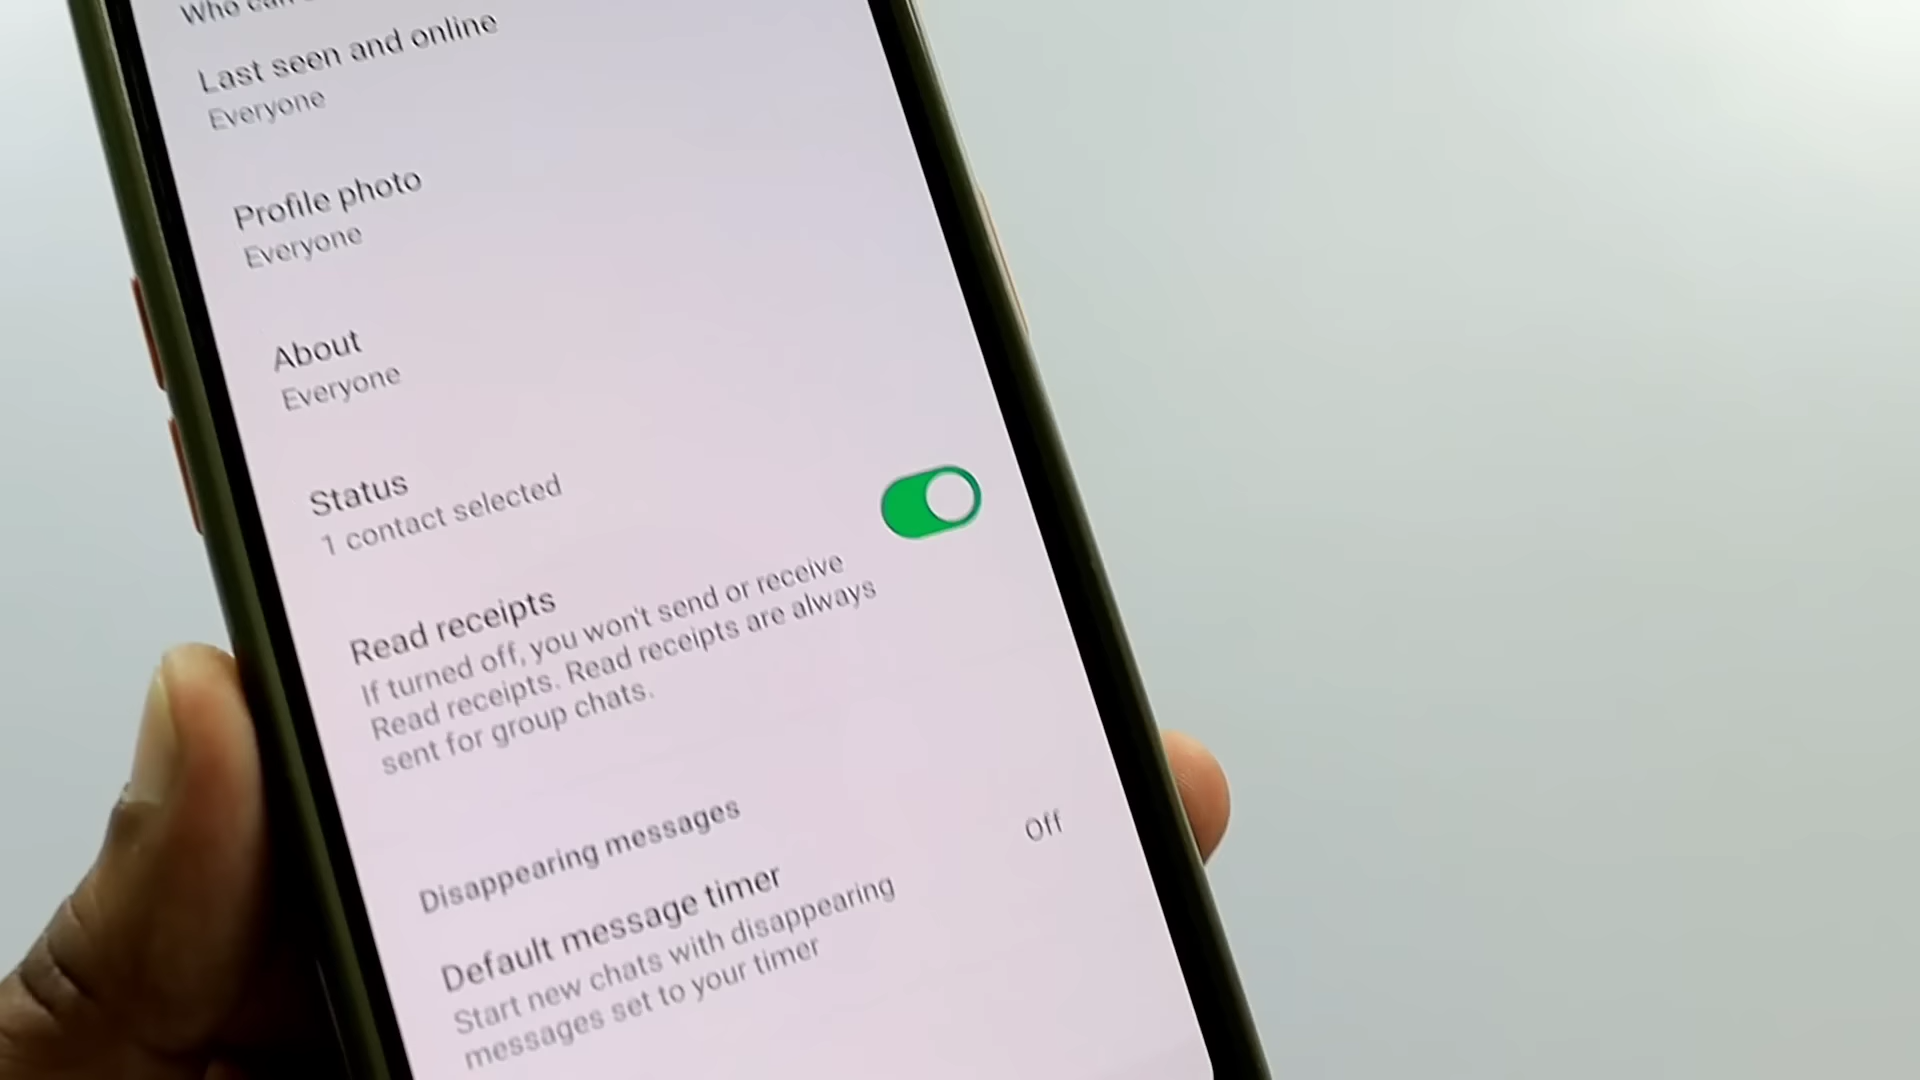 Who can
Last seen and online
Everyone
Profile photo
Everyone
About
Everyone
Status
1 contact selected
Read receipts
If turned off, you won't send or receive
Read receipts. Read receipts are always
sent for group chats.
Disappearing messages
Default message timer
Off
Start new chats with disappearing
messages set to your timer